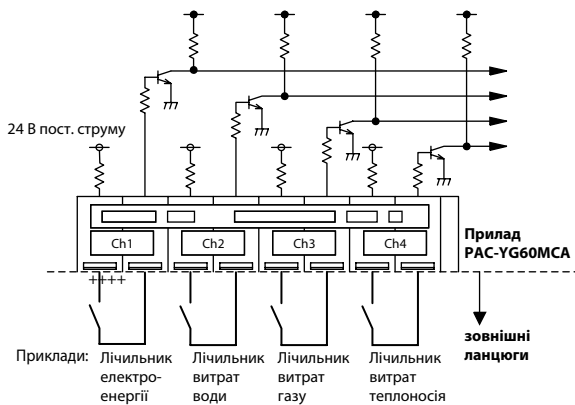 24 В пост. струму
Ch1 Ch2 Ch3 Ch4
Прилад
PAC-YG60MCA
++++
зовнішні
ланцюги
Приклади: Лічильник Лічильник Лічильник Лічильник
електро- витрат витрат витрат
енергії води газу теплоносія